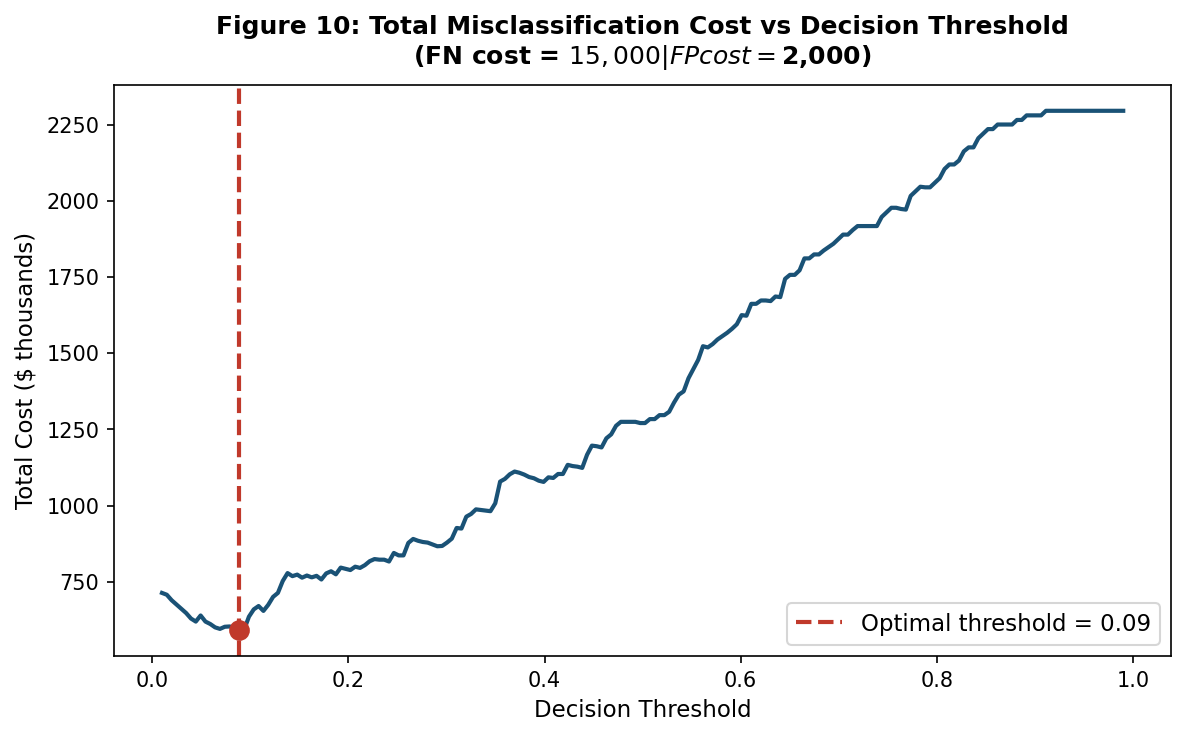 Figure 10: Total Misclassification Cost vs Decision Threshold
(FN cost = 15,000|FPcost =2,000)
2250
2000
1750
1500
1250
1000
750
Total Cost ($ thousands)
Optimal threshold = 0.09
0.0 0.2 0.4 0.6 0.8 1.0
Decision Threshold